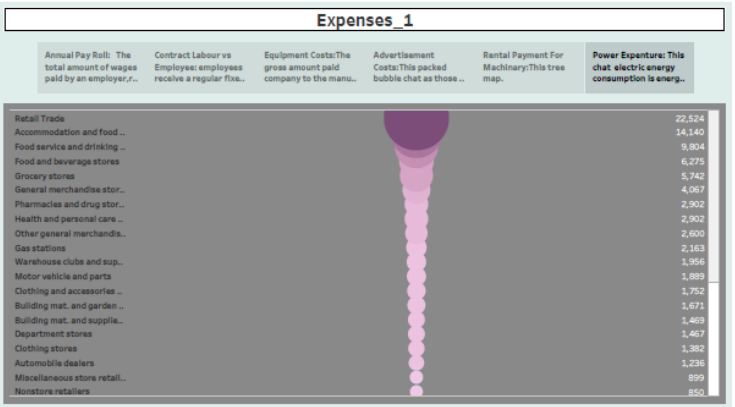 Expenses_1
Annual Pay Roll: The
total amount of wages
paid by an employer,r..
Contract Labour vs
Employee: employees
receive a regular fixe..
Equipment Costs:The
gross amount paid
company to the manu..
Advertisement
Costs:This packed
bubble chat as those ..
Rental Payment For
Machinary:This tree
map.
Power Expenture: This
chat electric energy
consumption is energ..
Retail Trade 22,524
Accommodation and food .. 14,140
Food service and drinking .. 9,804
Food and beverage stores 6,275
Grocery stores 5,742
General merchandise stor.. 4,067
Pharmacies and drug stor.. 2,902
Health and personal care .. 2,902
Other general merchandis.. 2,600
Gas stations 2,163
Warehouse clubs and sup.. 1,956
Motor vehicle and parts 1,889
Clothing and accessories .. 1,752
Building mat. and garden .. 1,671
Building mat. and supplie.. 1,469
Department stores 1,467
Clothing stores 1,382
Automobile dealers 1,236
Miscellaneous store retail.. 899
Nonstore retailers 850